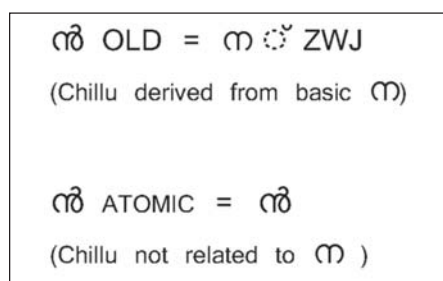 ൻ OLD = ന ് ZWJ
(Chillu derived from basic ന)
ൻ ATOMIC = ൻ
(Chillu not related to ന )